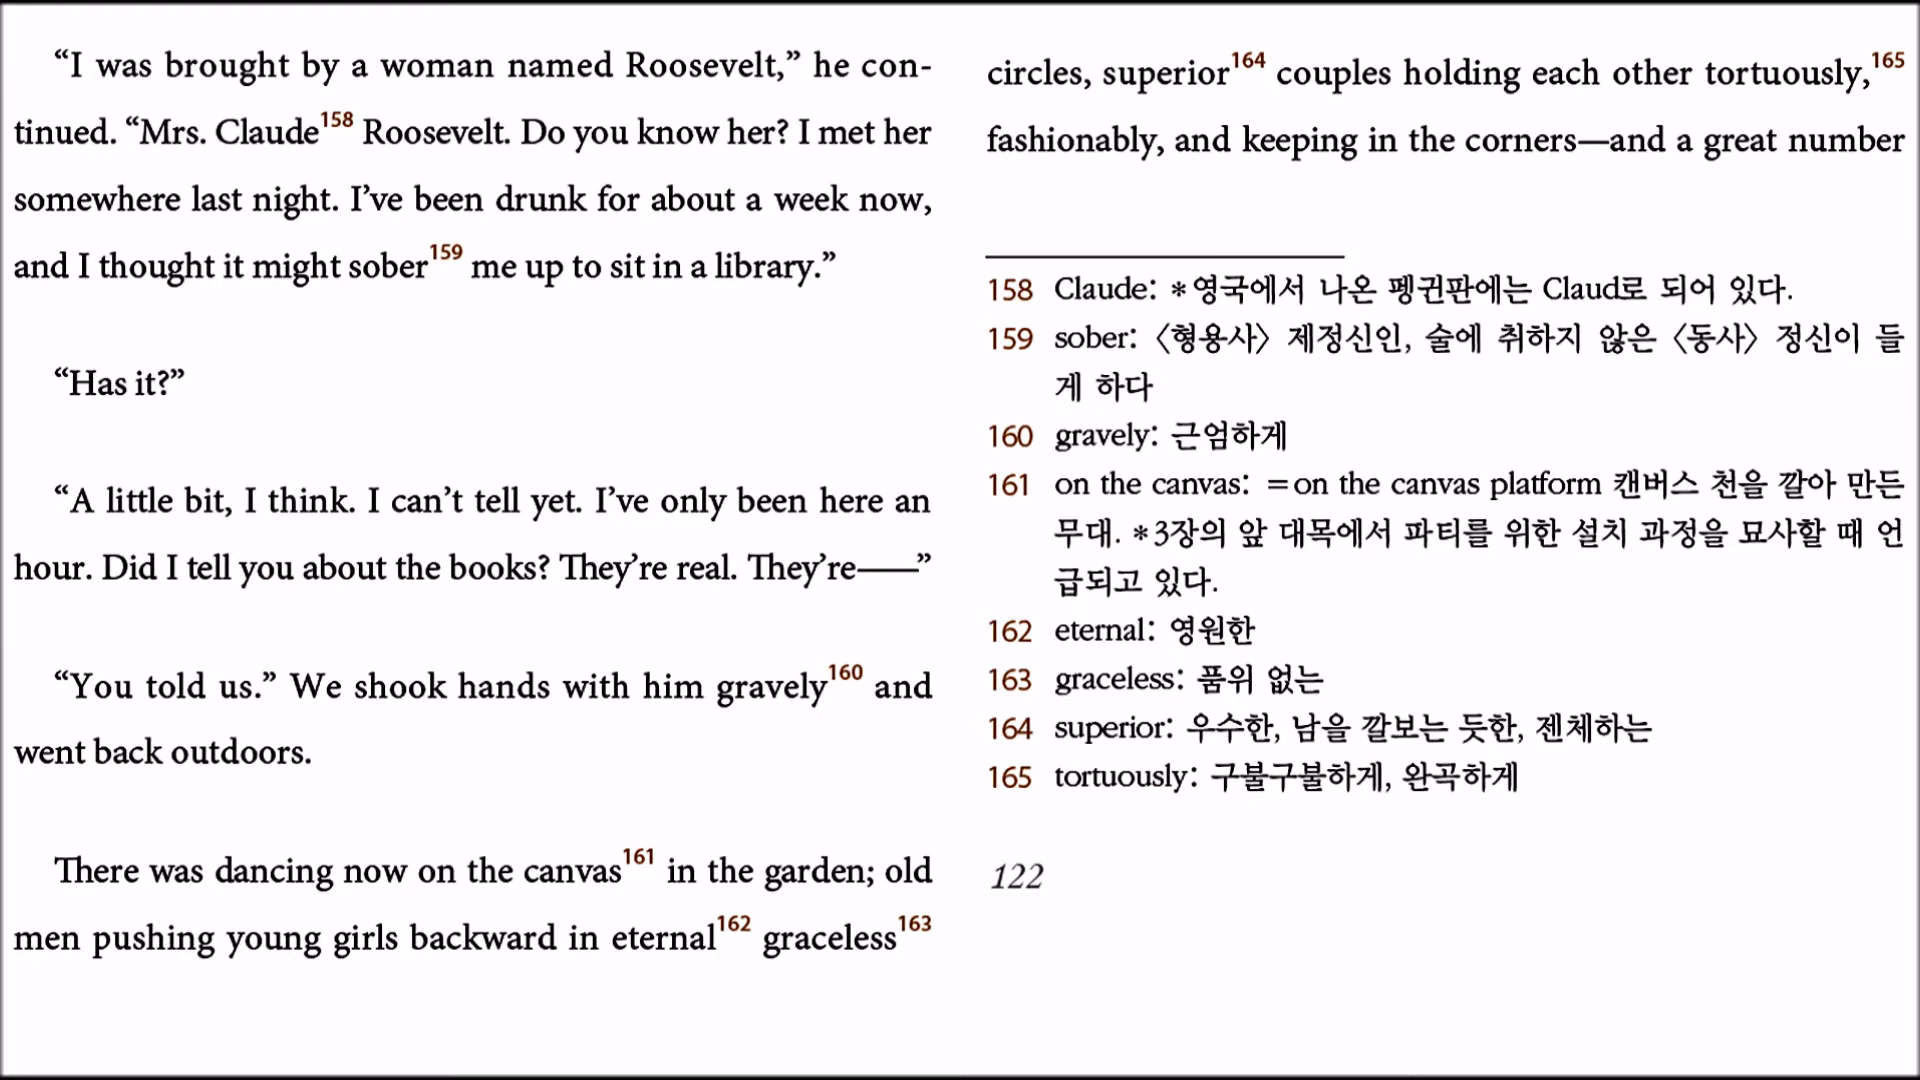 “I was brought by a woman named Roosevelt,” he con-
tinued. “Mrs. Claude158 Roosevelt. Do you know her? I met her
somewhere last night. I’ve been drunk for about a week now,
and I thought it might sober159 me up to sit in a library.”
“Has it?”
“A little bit, I think. I can’t tell yet. I’ve only been here an
hour. Did I tell you about the books? They’re real. They’re——”
“You told us.” We shook hands with him gravely160 and
went back outdoors.
There was dancing now on the canvas161 in the garden; old
men pushing young girls backward in eternal162 graceless163
circles, superior164 couples holding each other tortuously,165
fashionably, and keeping in the corners—and a great number
158 Claude: *영국에서 나온 펭귄판에는 Claud로 되어 있다.
159 sober: 〈형용사〉 제정신인, 술에 취하지 않은 〈동사〉 정신이 들
게 하다
160 gravely: 근엄하게
161 on the canvas: =on the canvas platform 캔버스 천을 깔아 만든
무대. *3장의 앞 대목에서 파티를 위한 설치 과정을 묘사할 때 언
급되고 있다.
162 eternal: 영원한
163 graceless: 품위 없는
164 superior: 우수한, 남을 깔보는 듯한, 젠체하는
165 tortuously: 구불구불하게, 완곡하게
122